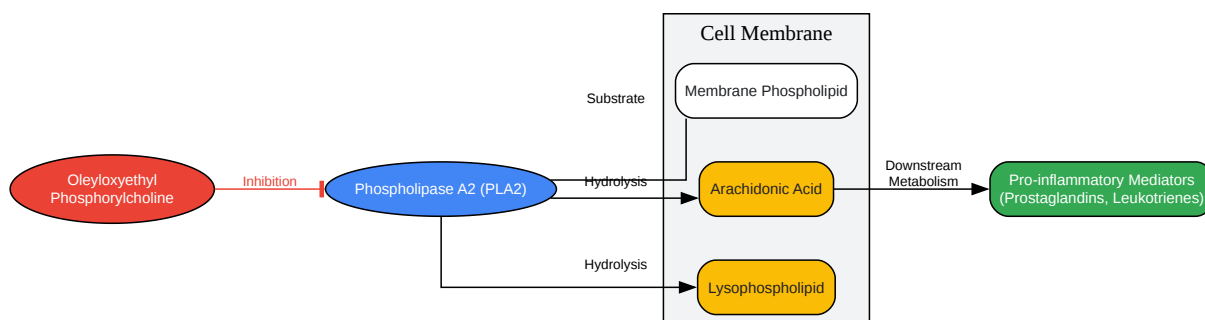 Cell Membrane
Membrane Phospholipid
Substrate
Oleyloxyethyl
Phosphorylcholine
Inhibition
Phospholipase A2 (PLA2)
Hydrolysis
Arachidonic Acid
Downstream
Metabolism
Pro-inflammatory Mediators
(Prostaglandins, Leukotrienes)
Hydrolysis
Lysophospholipid